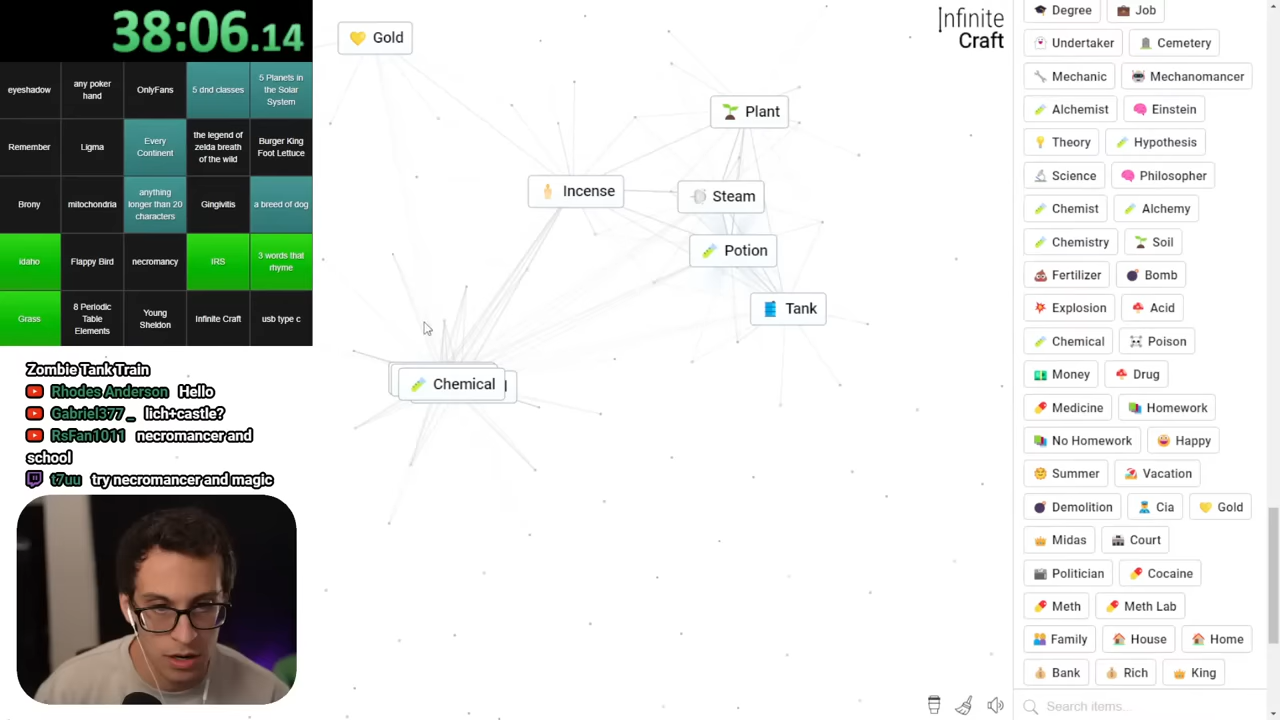 38:06.14
eyeshadow
any poker
hand
OnlyFans
5 dnd classes
5 Planets in
the Solar
System
Remember
Ligma
Every
Continent
the legend of
zelda breath
of the wild
Burger King
Foot Lettuce
Brony
mitochondria
anything
longer than 20
characters
Gingivitis
a breed of dog
idaho
Flappy Bird
necromancy
IRS
3 words that
rhyme
Grass
8 Periodic
Table
Elements
Young
Sheldon
Infinite Craft
usb type c
Zombie Tank Train
Rhodes Anderson Hello
Gabriel377_ lich+castle?
RsFan1011 necromancer and
school
t7uu try necromancer and magic
Gold
Plant
Incense
Steam
Potion
Tank
Chemical
Infinite
Craft
Degree Job
Undertaker Cemetery
Mechanic Mechanomancer
Alchemist Einstein
Theory Hypothesis
Science Philosopher
Chemist Alchemy
Chemistry Soil
Fertilizer Bomb
Explosion Acid
Chemical Poison
Money Drug
Medicine Homework
No Homework Happy
Summer Vacation
Demolition Cia Gold
Midas Court
Politician Cocaine
Meth Meth Lab
Family House Home
Bank Rich King
Search items...